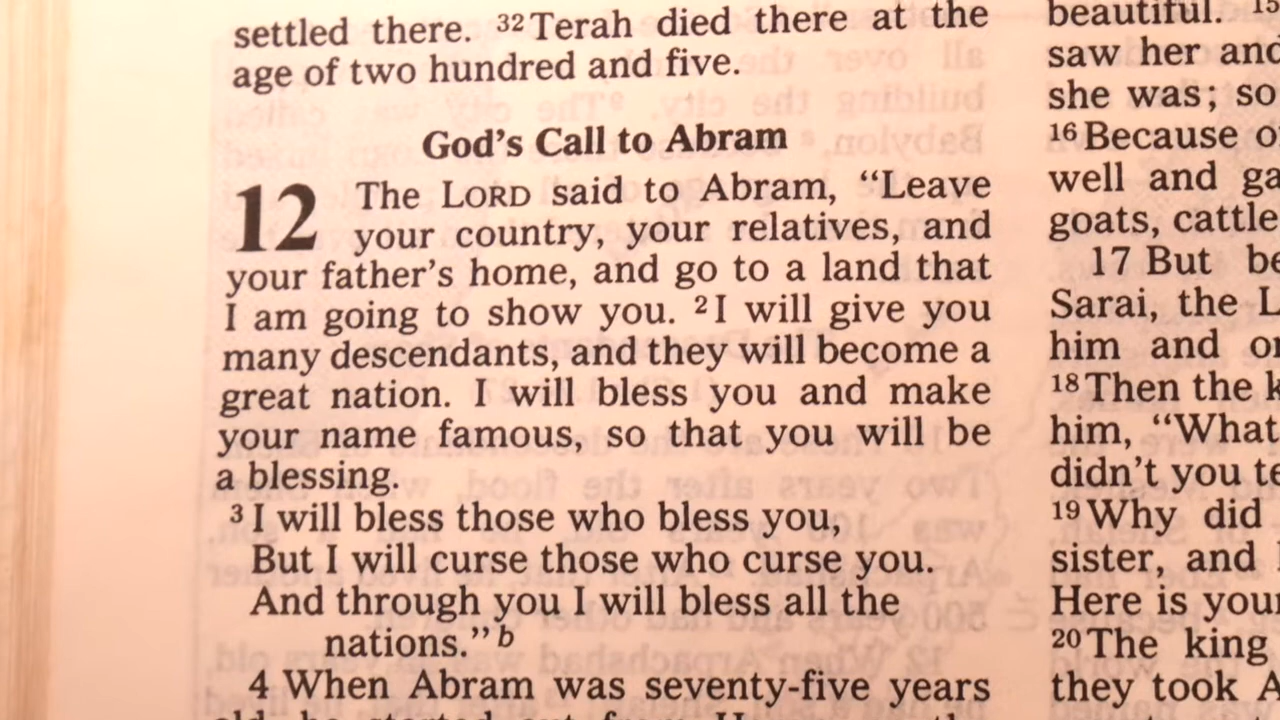 settled there. 32 Terah died there at the
age of two hundred and five.
God's Call to Abram
12 The LORD said to Abram, "Leave
your country, your relatives, and
your father's home, and go to a land that
I am going to show you. 2 I will give you
many descendants, and they will become a
great nation. I will bless you and make
your name famous, so that you will be
a blessing.
3 I will bless those who bless you,
But I will curse those who curse you.
And through you I will bless all the
nations." b
4 When Abram was seventy-five years
beautiful. 15
saw her and
she was; so
16 Because
well and
goats, cattle
17 But
Sarai, the
him and
18 Then the
him, "What
didn't you
19 Why did
sister, and
Here is your
20 The king
they took